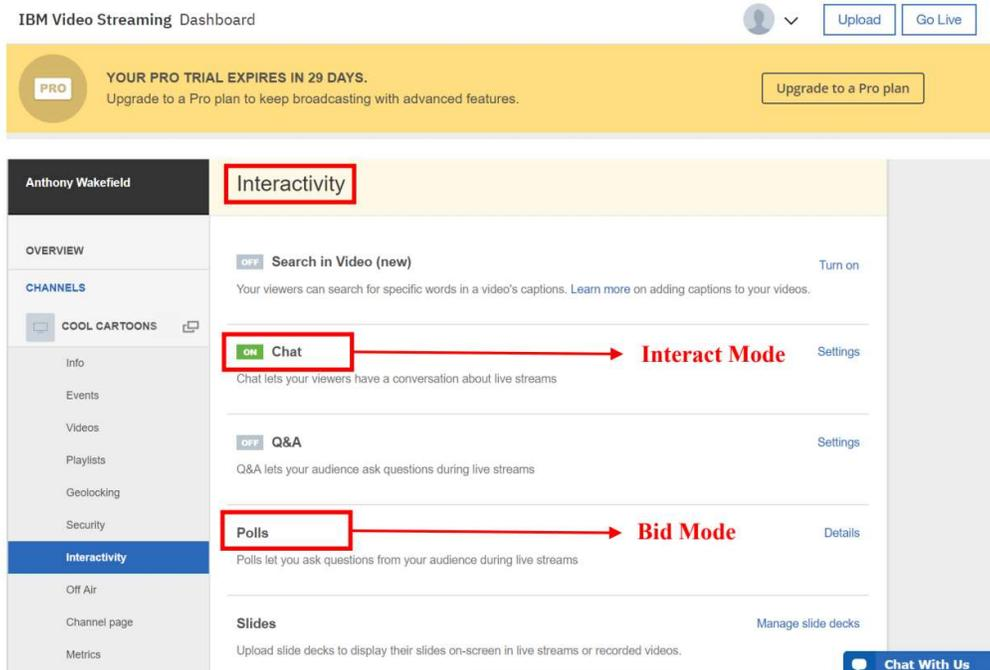 IBM Video Streaming Dashboard
Upload
Go Live
PRO
YOUR PRO TRIAL EXPIRES IN 29 DAYS.
Upgrade to a Pro plan to keep broadcasting with advanced features.
Upgrade to a Pro plan
Anthony Wakefield
OVERVIEW
CHANNELS
COOL CARTOONS
Info
Events
Videos
Playlists
Geolocking
Security
Interactivity
Off Air
Channel page
Metrics
Interactivity
OFF Search in Video (new)
Turn on
Your viewers can search for specific words in a video's captions. Learn more on adding captions to your videos.
ON Chat
Interact Mode
Settings
Chat lets your viewers have a conversation about live streams
OFF Q&A
Settings
Q&A lets your audience ask questions during live streams
Polls
Bid Mode
Details
Polls let you ask questions from your audience during live streams
Slides
Manage slide decks
Upload slide decks to display their slides on-screen in live streams or recorded videos.
Chat With Us